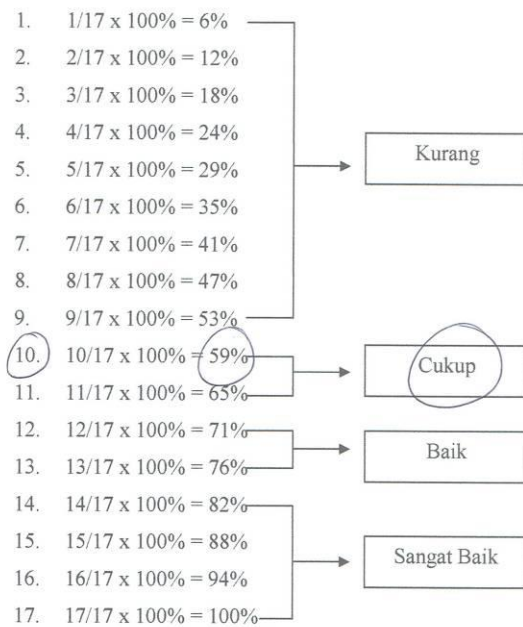 1. 1/17 x 100% = 6%
2. 2/17 x 100% = 12%
3. 3/17 x 100% = 18%
4. 4/17 x 100% = 24%
5. 5/17 x 100% = 29%
6. 6/17 x 100% = 35%
7. 7/17 x 100% = 41%
8. 8/17 x 100% = 47%
9. 9/17 x 100% = 53%
Kurang
10. 10/17 x 100% = 59%
11. 11/17 x 100% = 65%
Cukup
12. 12/17 x 100% = 71%
13. 13/17 x 100% = 76%
Baik
14. 14/17 x 100% = 82%
15. 15/17 x 100% = 88%
16. 16/17 x 100% = 94%
17. 17/17 x 100% = 100%
Sangat Baik